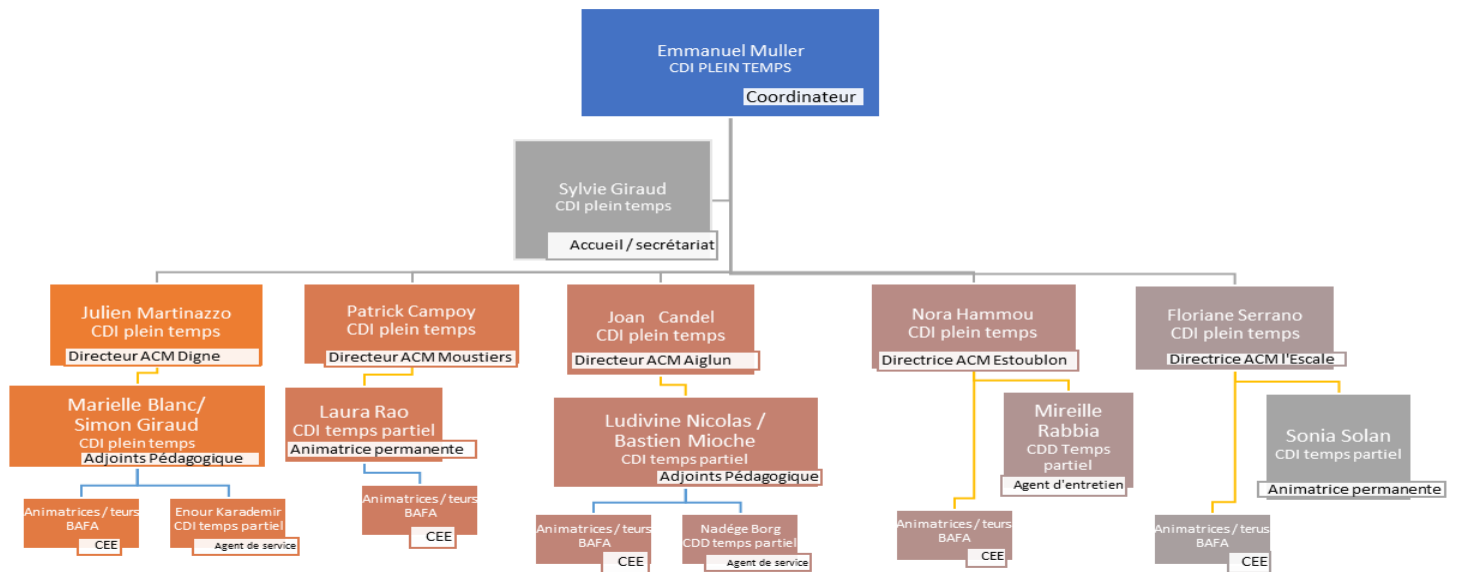 Emmanuel Muller
CDI PLEIN TEMPS
Coordinateur
Sylvie Giraud
CDI plein temps
Accueil / secrétariat
Julien Martinazzo
CDI plein temps
Directeur ACM Digne
Patrick Campoy
CDI plein temps
Directeur ACM Moustiers
Joan Candel
CDI plein temps
Directeur ACM Aiglun
Nora Hammou
CDI plein temps
Directrice ACM Estoublon
Floriane Serrano
CDI plein temps
Directrice ACM l'Escale
Marielle Blanc/
Simon Giraud
CDI plein temps
Adjoints Pédagogique
Laura Rao
CDI temps partiel
Animatrice permanente
Ludivine Nicolas /
Bastien Mioche
CDI temps partiel
Adjoints Pédagogique
Mireille
Rabbia
CDD Temps
partiel
Agent d'entretien
Sonia Solan
CDI temps partiel
Animatrice permanente
Animatrices / teurs
BAFA
CEE
Enour Karademir
CDI temps partiel
Agent de service
Animatrices / teurs
BAFA
CEE
Animatrices / teurs
BAFA
CEE
Nadége Borg
CDD temps partiel
Agent de service
Animatrices / teurs
BAFA
CEE
Animatrices / terus
BAFA
CEE